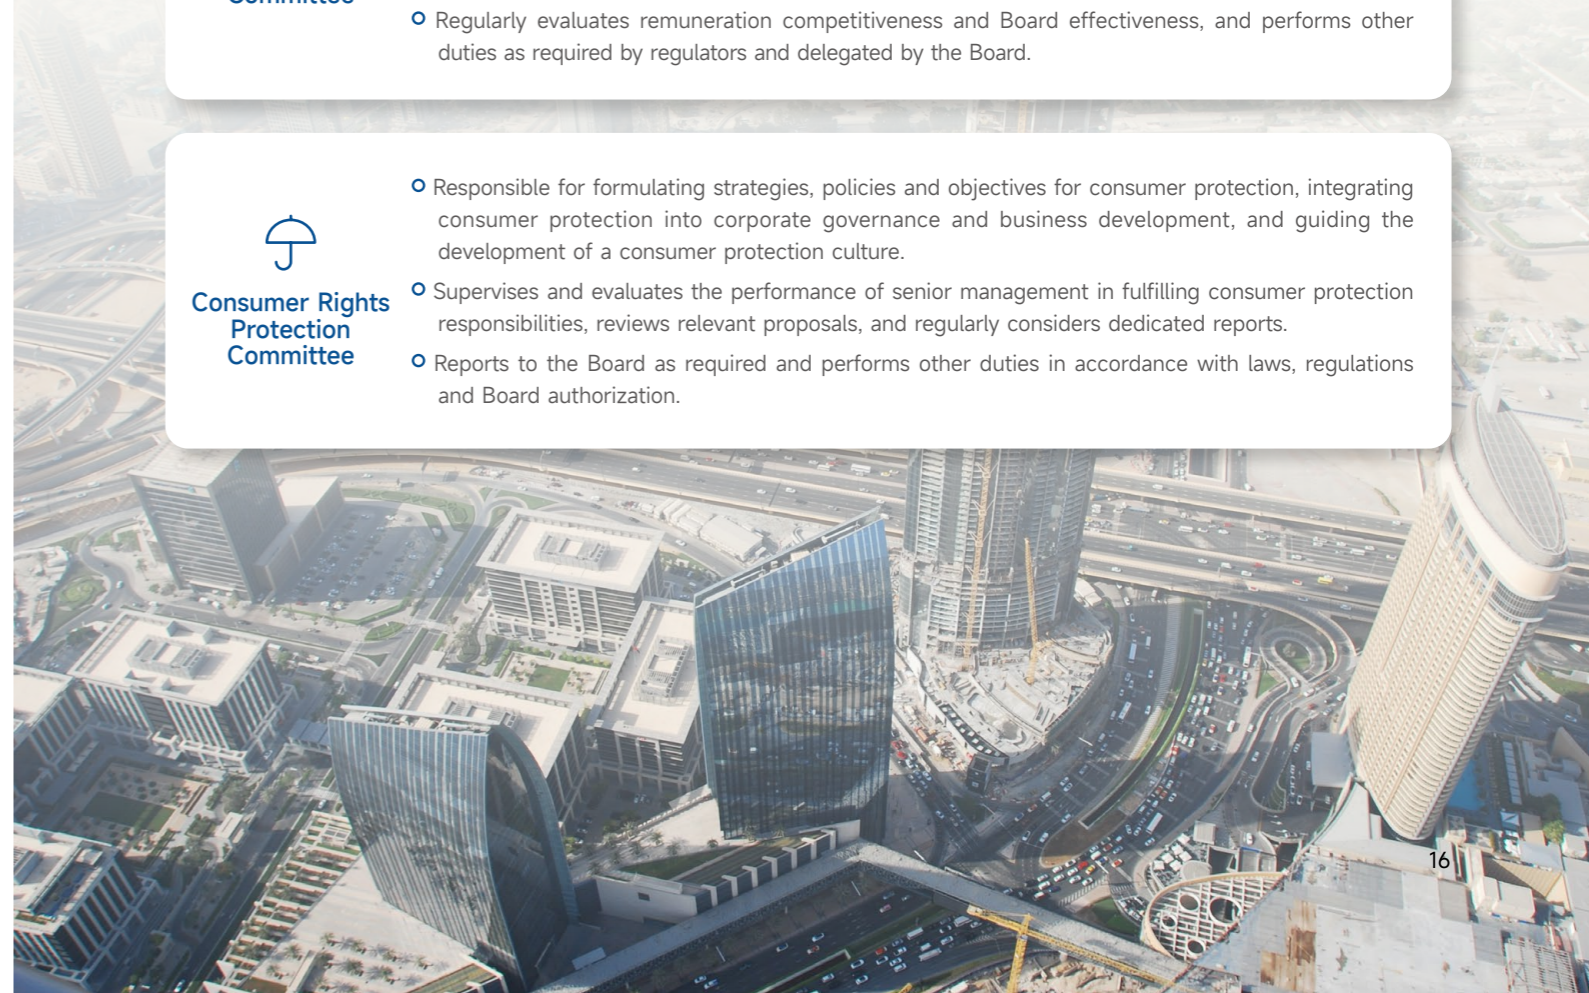 Committee
Regularly evaluates remuneration competitiveness and Board effectiveness, and performs other
duties as required by regulators and delegated by the Board.
Responsible for formulating strategies, policies and objectives for consumer protection, integrating
consumer protection into corporate governance and business development, and guiding the
development of a consumer protection culture.
Consumer Rights
Protection
Committee
Supervises and evaluates the performance of senior management in fulfilling consumer protection
responsibilities, reviews relevant proposals, and regularly considers dedicated reports.
Reports to the Board as required and performs other duties in accordance with laws, regulations
and Board authorization.
16